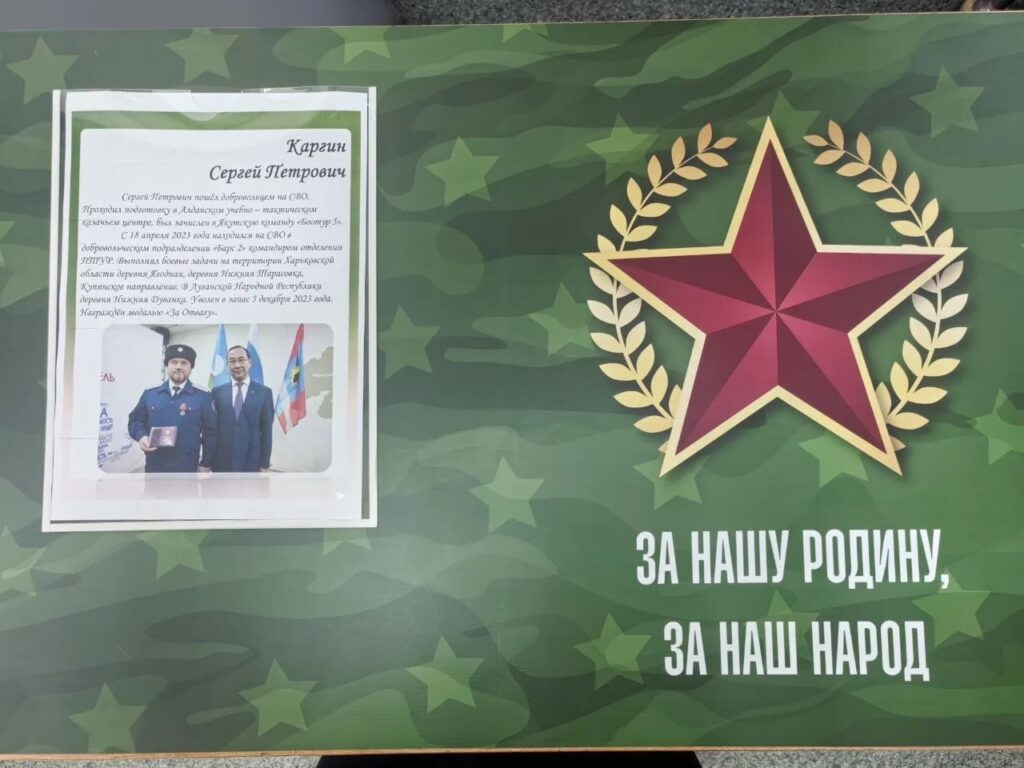 Каргин
Сергей Петрович
Сергей Петрович пошёл добровольцем на СВО.
Проходил подготовку в Алданском учебно – тактическом
казачьем центре, был зачислен в Якутскую команду «Боотур 5».
С 18 апреля 2023 года находился на СВО в
добровольческом подразделении «Барс 2» командиром отделения
ПТУР. Выполнял боевые задачи на территории Харьковской
области деревня Ягодная, деревня Нижняя Тарасовка,
Купянское направление. В Луганской Народной Республики
деревня Нижняя Дуванка. Уволен в запас 5 декабря 2023 года.
Награждён медалью «За Отвагу».
ЗА НАШУ РОДИНУ,
ЗА НАШ НАРОД